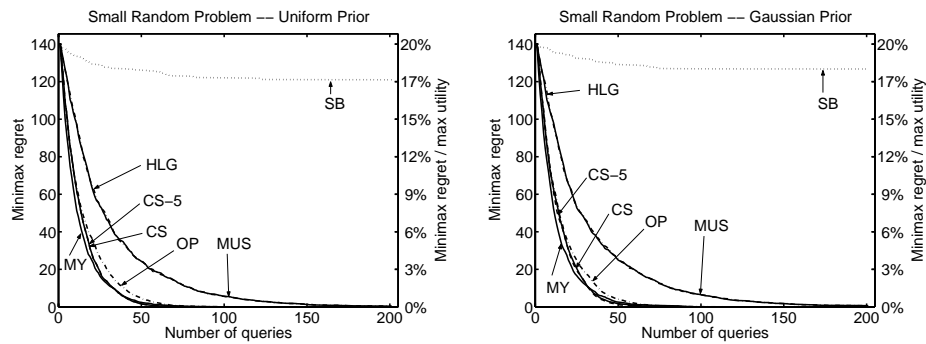 Small Random Problem −− Uniform Prior
Minimax regret
140
120
100
80
60
40
20
0
20%
17%
15%
12%
9%
6%
3%
0%
Minimax regret / max utility
SB
HLG
CS−5
CS
OP
MUS
MY
0
50
100
150
200
Number of queries
Small Random Problem −− Gaussian Prior
Minimax regret
140
120
100
80
60
40
20
0
20%
17%
15%
12%
9%
6%
3%
0%
Minimax regret / max utility
HLG
SB
CS−5
CS
OP
MUS
MY
0
50
100
150
200
Number of queries